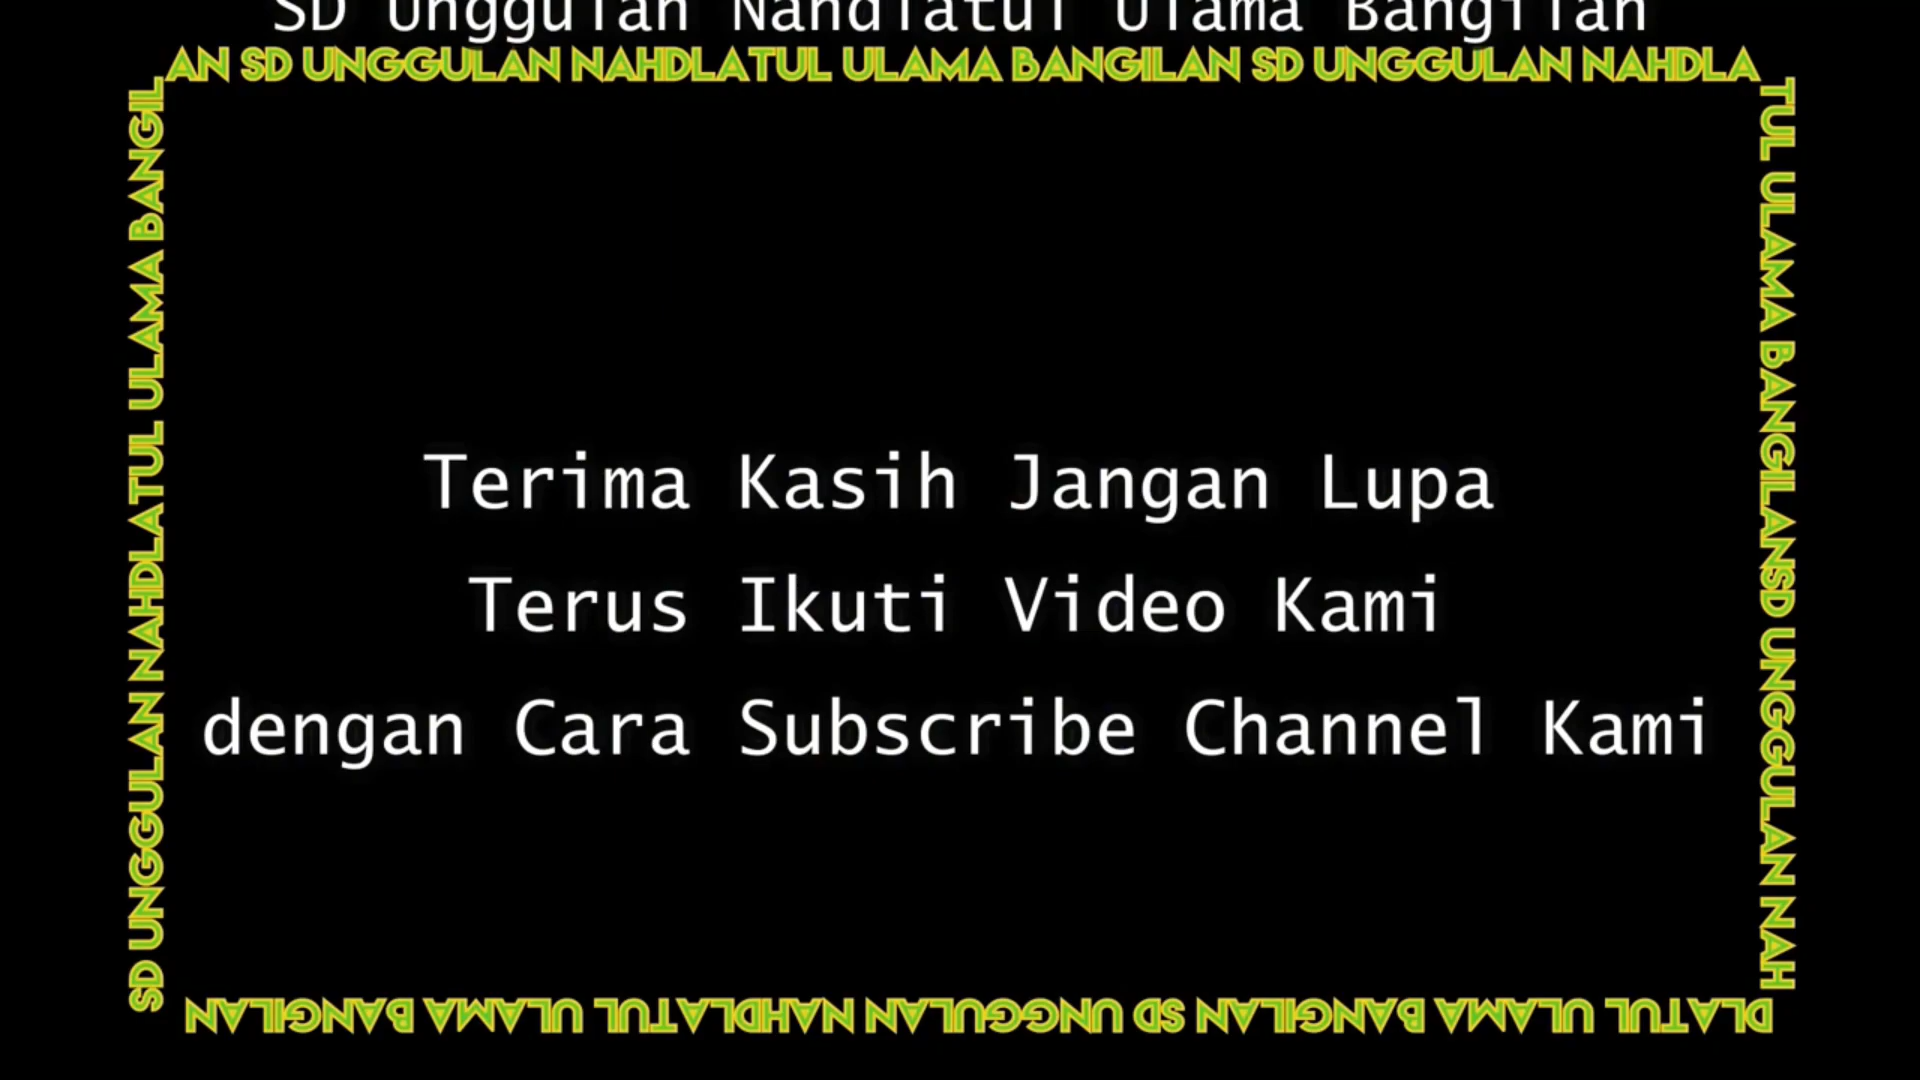 SD Unggulan Nahdlatul Ulama Bangilan
AN SD UNGGULAN NAHDLATUL ULAMA BANGILAN SD UNGGULAN NAHDLA
TUL ULAMA BANGILANSD UNGGULAN NAH
DLATUL ULAMA BANGILAN SD UNGGULAN NAHDLATUL ULAMA BANGILAN
SD UNGGULAN NAHDLATUL ULAMA BANGIL
Terima Kasih Jangan Lupa
Terus Ikuti Video Kami
dengan Cara Subscribe Channel Kami